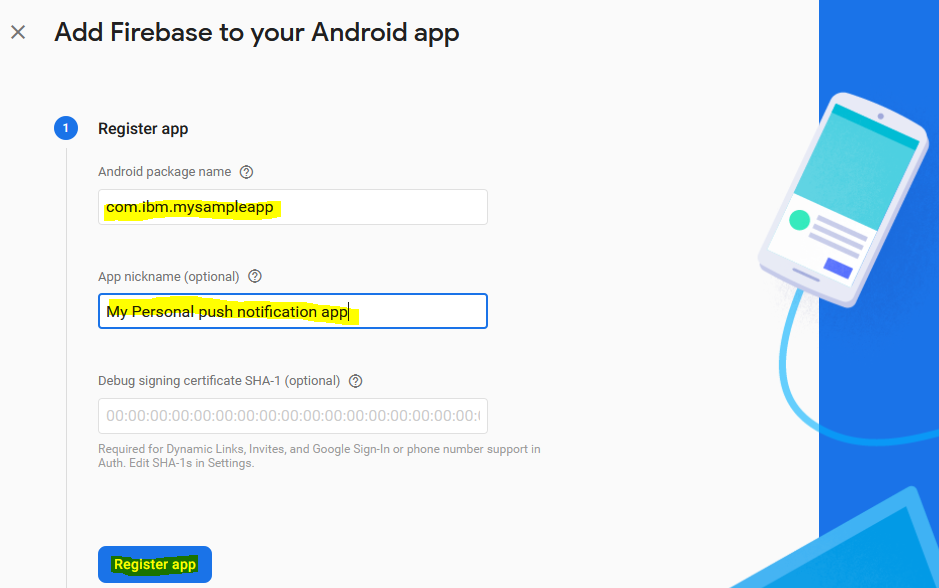 Add Firebase to your Android app
1
Register app
Android package name
com.ibm.mysampleapp
App nickname (optional)
My Personal push notification app
Debug signing certificate SHA-1 (optional)
00:00:00:00:00:00:00:00:00:00:00:00:00:00:00:00:00:
Required for Dynamic Links, Invites, and Google Sign-In or phone number support in
Auth. Edit SHA-1s in Settings.
Register app